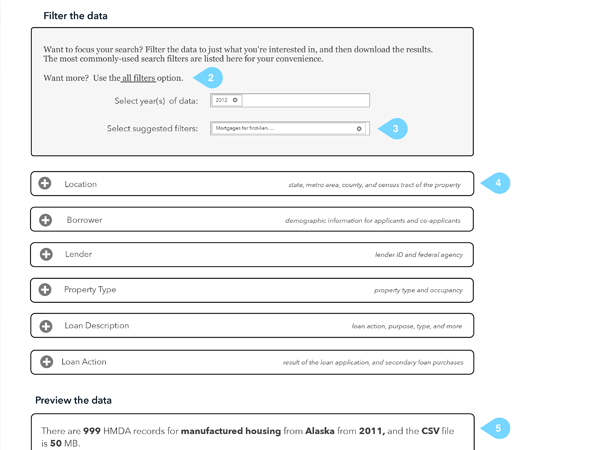 Filter the data
Want to focus your search? Filter the data to just what you're interested in, and then download the results.
The most commonly-used search filters are listed here for your convenience.
Want more? Use the all filters option.
2
Select year(s) of data:
2012
Select suggested filters:
Mortgages for first-lien....
3
Location
state, metro area, county, and census tract of the property
4
Borrower
demographic information for applicants and co-applicants
Lender
lender ID and federal agency
Property Type
property type and occupancy
Loan Description
loan action, purpose, type, and more
Loan Action
result of the loan application, and secondary loan purchases
Preview the data
There are 999 HMDA records for manufactured housing from Alaska from 2011, and the CSV file
is 50 MB.
5